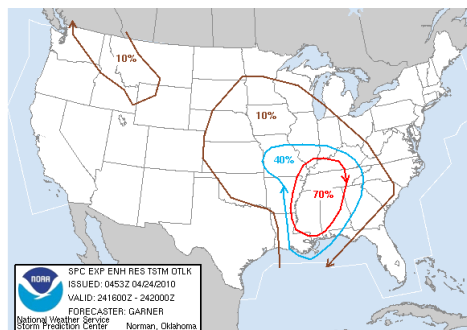 10%
10%
40%
70%
NOAA
SPC EXP ENH RES TSTM OTLK
ISSUED: 0453Z 04/24/2010
VALID: 241600Z - 242000Z
FORECASTER: GARNER
National Weather Service
Storm Prediction Center Norman, Oklahoma